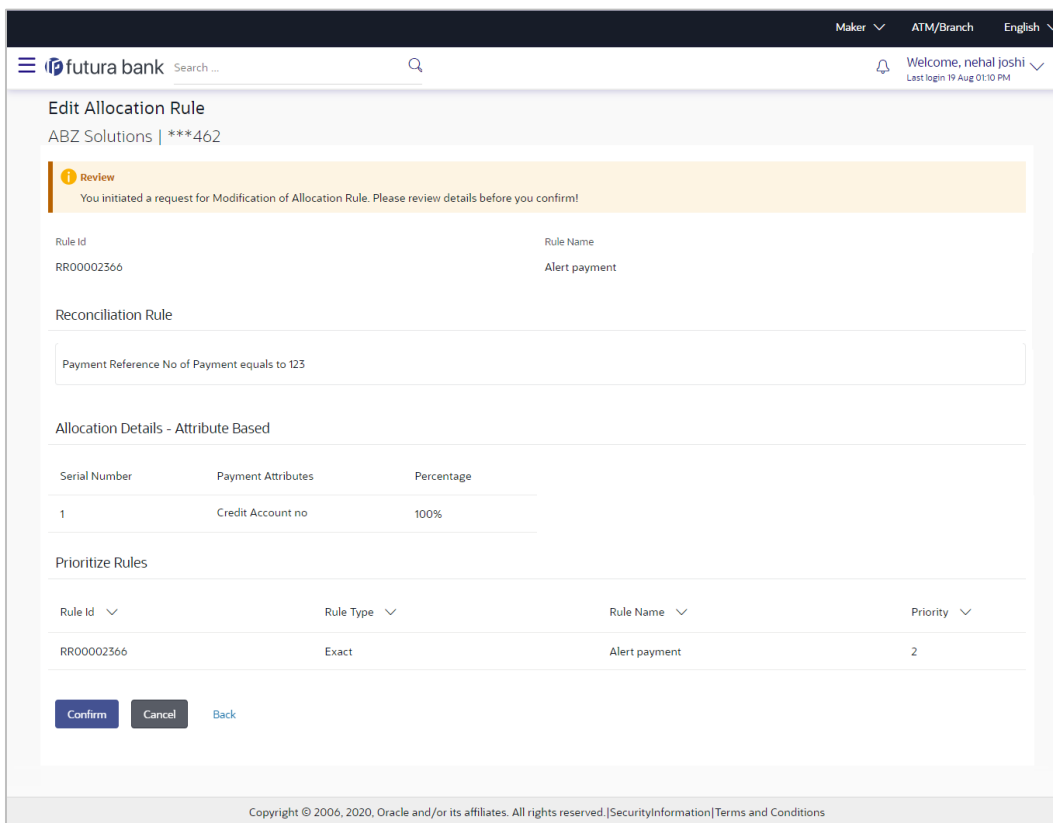 Maker ATM/Branch English
futura bank Search ... Welcome, nehal joshi
Last login 19 Aug 01:10 PM
Edit Allocation Rule
ABZ Solutions | ***462
Review
You initiated a request for Modification of Allocation Rule. Please review details before you confirm!
Rule Id Rule Name
RR00002366 Alert payment
Reconciliation Rule
Payment Reference No of Payment equals to 123
Allocation Details - Attribute Based
Serial Number Payment Attributes Percentage
1 Credit Account no 100%
Prioritize Rules
Rule Id Rule Type Rule Name Priority
RR00002366 Exact Alert payment 2
Confirm Cancel Back
Copyright © 2006, 2020, Oracle and/or its affiliates. All rights reserved.|SecurityInformation|Terms and Conditions